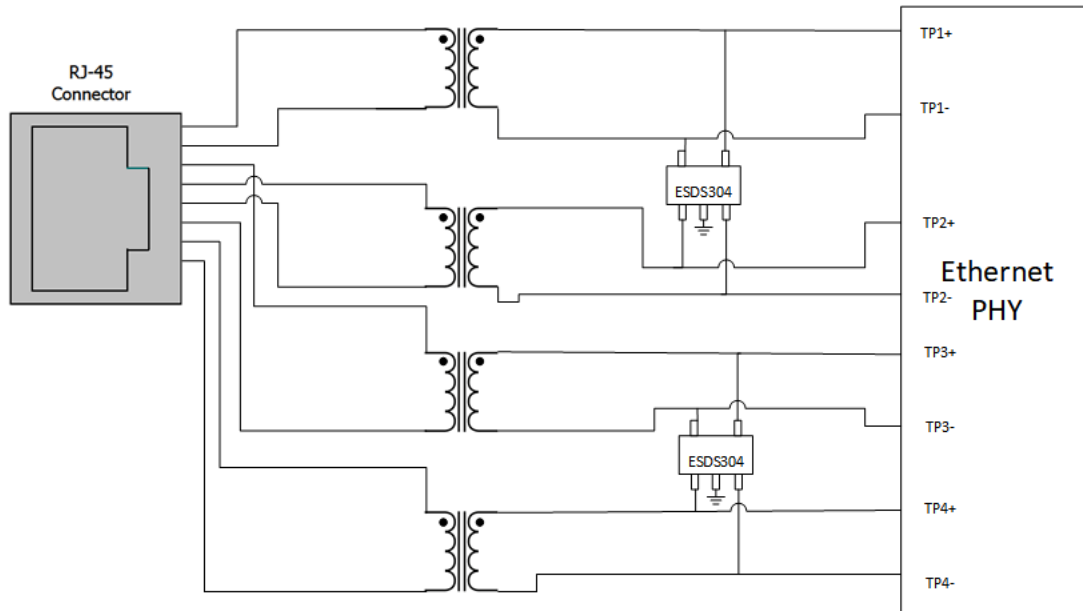 RJ-45
Connector
TP1+
TP1-
ESDS304
TP2+
Ethernet
PHY
TP2-
TP3+
TP3-
ESDS304
TP4+
TP4-